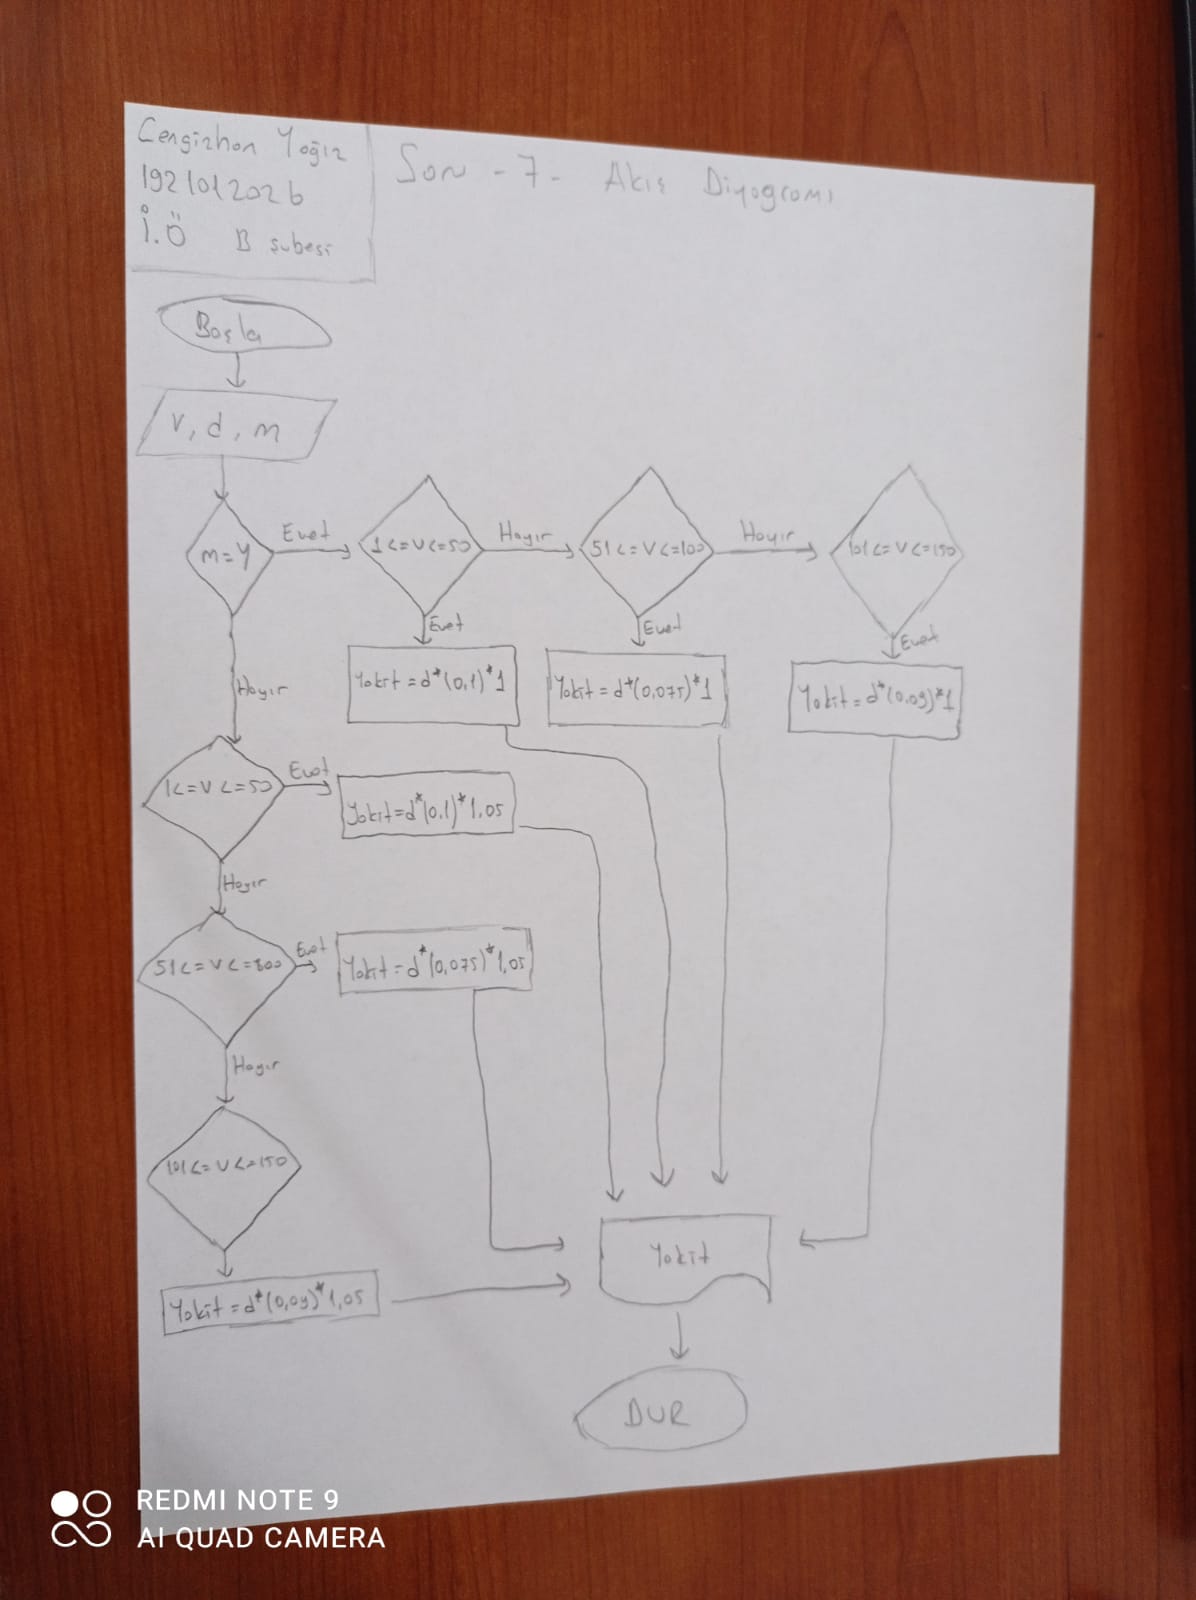 Cengizhan Yağız
1921012026
İ.Ö B şubesi
Soru - 7 - Akış Diyagramı
Başla
V, d, m
m=y
Evet
1<=V<=50
Hayır
51<=V<=100
Hayır
101<=V<=150
Evet
Evet
Evet
Yakıt=d*(0,1)*1
Yakıt=d*(0,075)*1
Yakıt=d*(0,09)*1
Hayır
1<=V<=50
Evet
Yakıt=d*(0,1)*1,05
Hayır
51<=V<=100
Evet
Yakıt=d*(0,075)*1,05
Hayır
101<=V<=150
Yakıt=d*(0,09)*1,05
Yakıt
DUR
REDMI NOTE 9
AI QUAD CAMERA